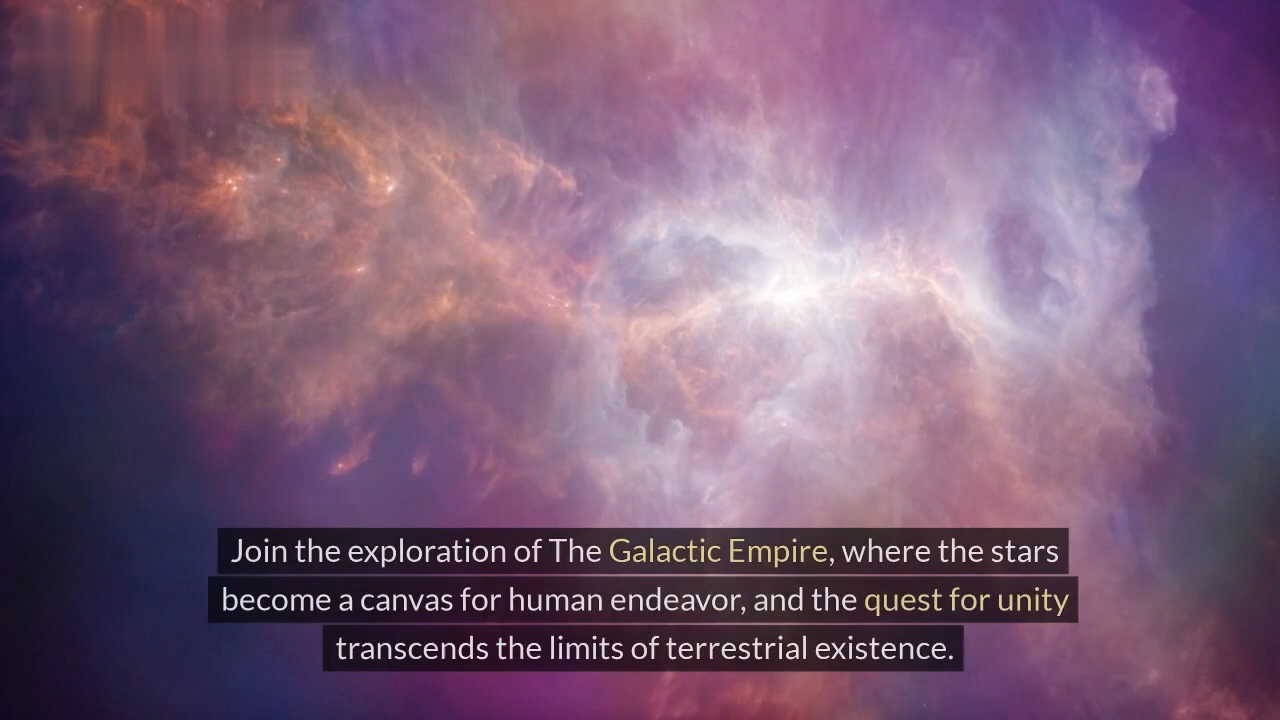 Join the exploration of The Galactic Empire, where the stars
become a canvas for human endeavor, and the quest for unity
transcends the limits of terrestrial existence.